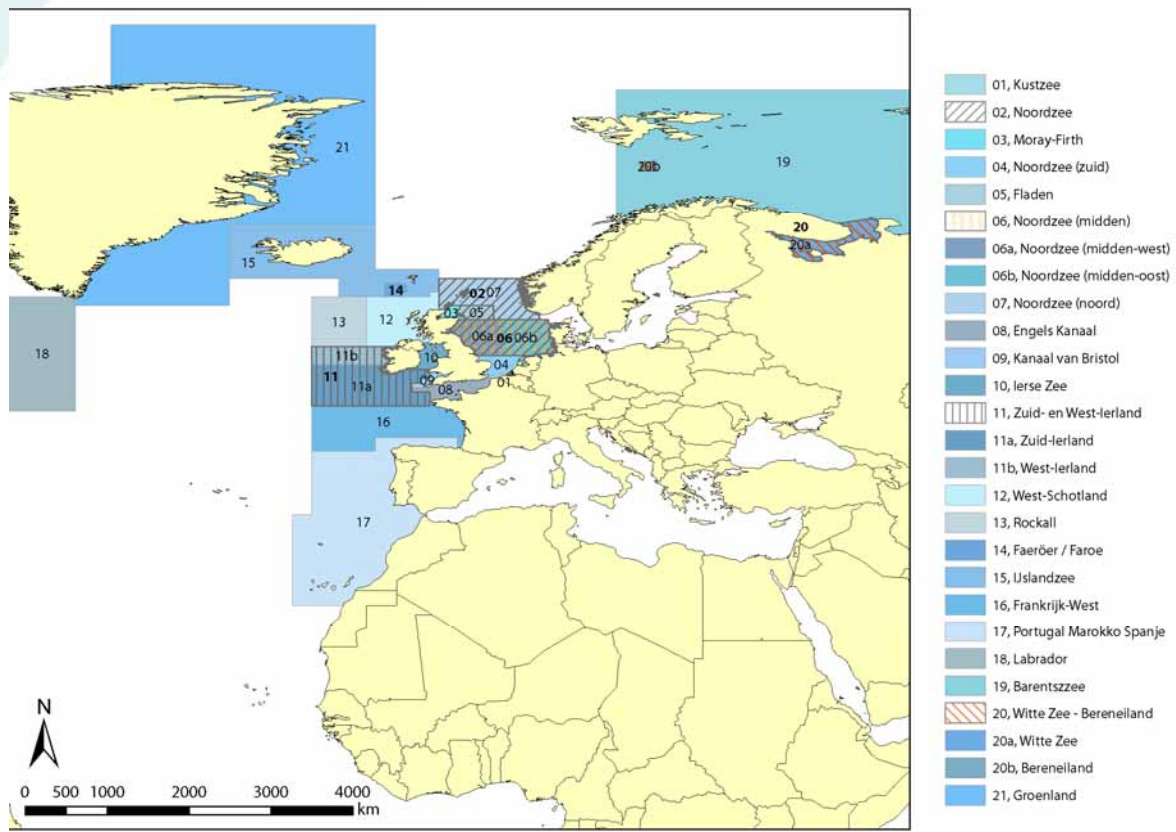 21
19
20b
20
20a
15
14
02 07
13
12
03 05
18
11b
10
06a 06 06b
04
11
11a
09
08
01
16
17
N
0 500 1000 2000 3000 4000
km
01, Kustzee
02, Noordzee
03, Moray-Firth
04, Noordzee (zuid)
05, Fladen
06, Noordzee (midden)
06a, Noordzee (midden-west)
06b, Noordzee (midden-oost)
07, Noordzee (noord)
08, Engels Kanaal
09, Kanaal van Bristol
10, Ierse Zee
11, Zuid- en West-Ierland
11a, Zuid-Ierland
11b, West-Ierland
12, West-Schotland
13, Rockall
14, Faeröer / Faroe
15, IJslandzee
16, Frankrijk-West
17, Portugal Marokko Spanje
18, Labrador
19, Barentszzee
20, Witte Zee - Bereneiland
20a, Witte Zee
20b, Bereneiland
21, Groenland